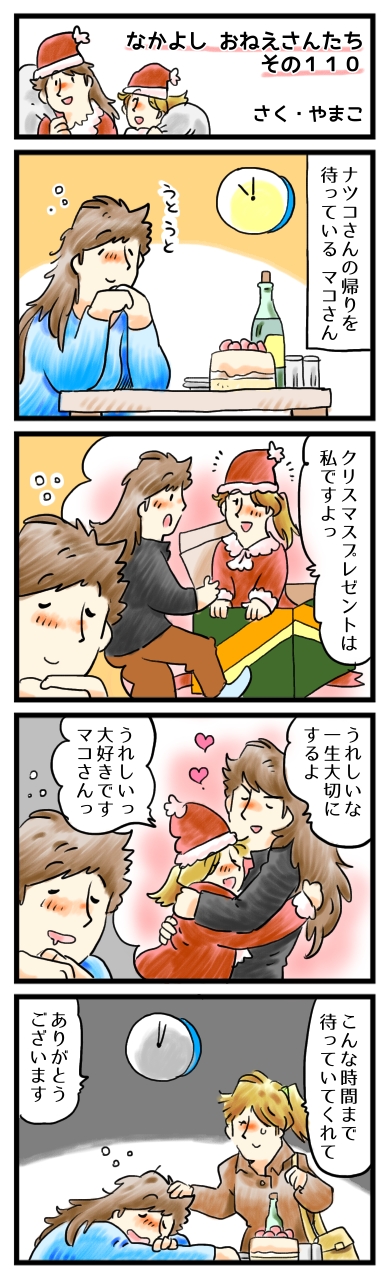 なかよし おねえさんたち
その１１０
さく・やまこ
ナツコさんの帰りを
待っている マコさん
うとうと
クリスマスプレゼントは
私ですよっ
うれしいな
一生大切に
するよ
うれしいっ
大好きです
マコさんっ
こんな時間まで
待っていてくれて
ありがとう
ございます